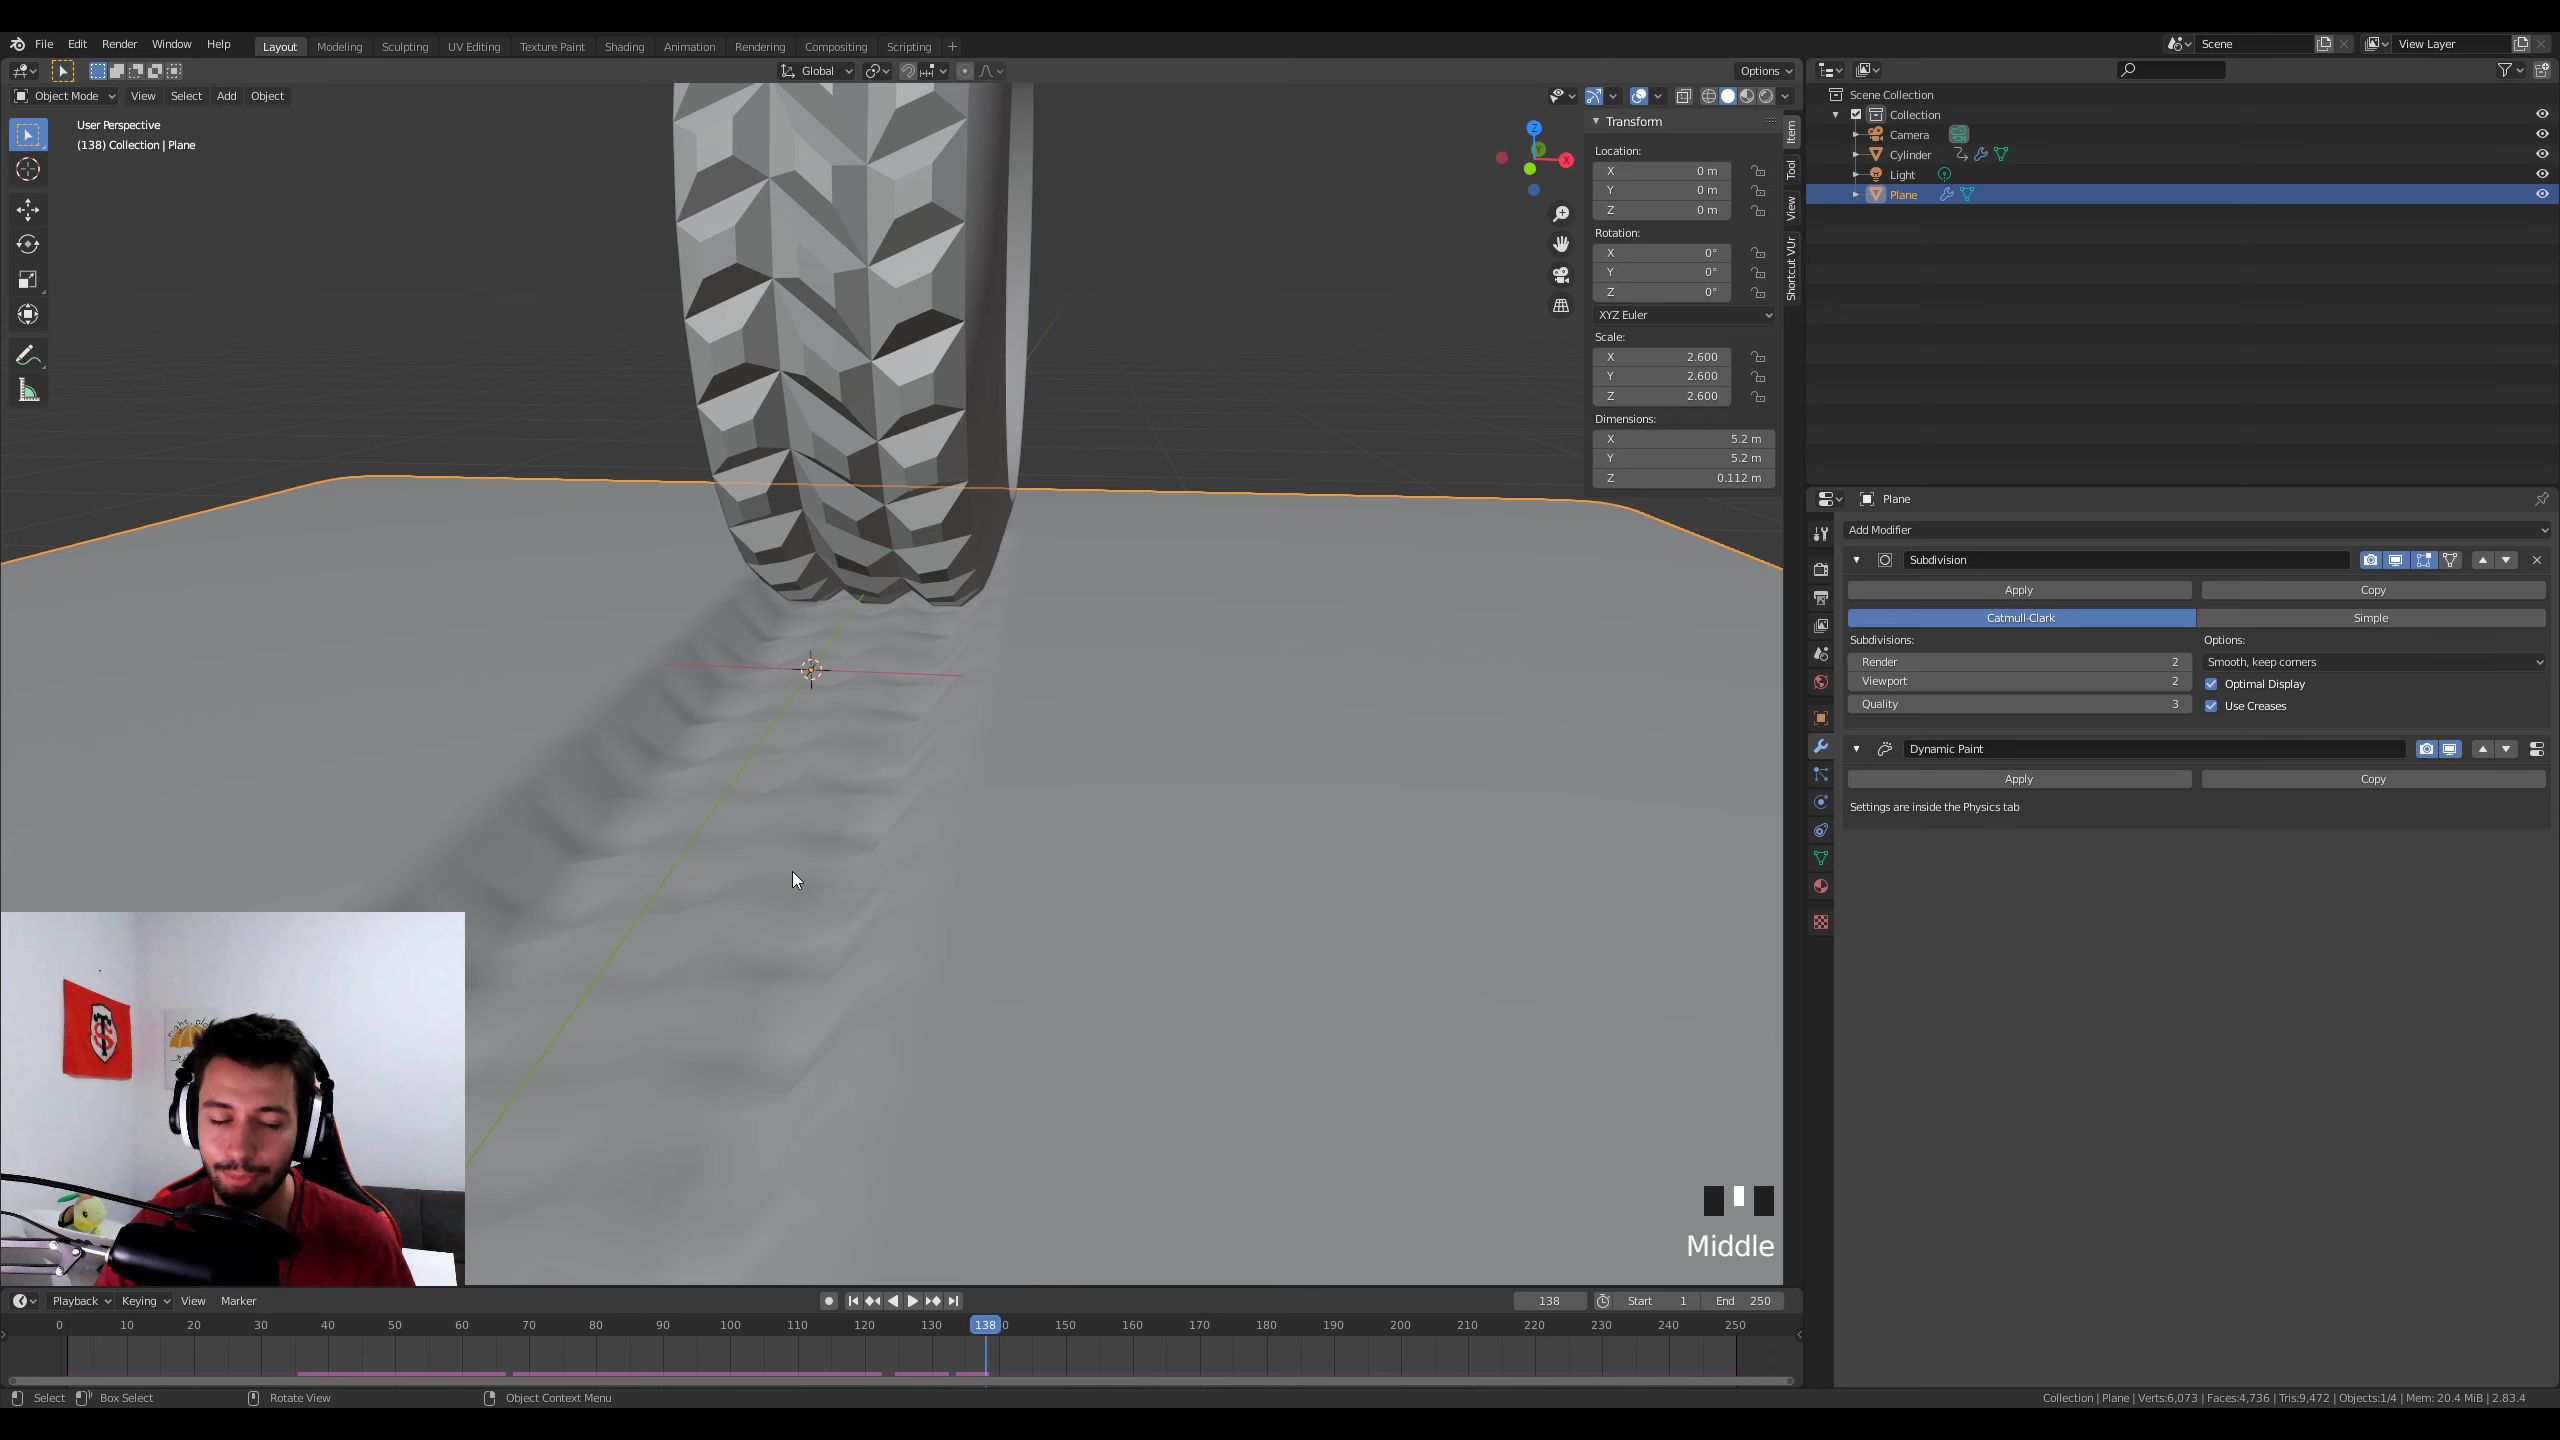 File Edit Render Window Help Layout Modeling Sculpting UV Editing Texture Paint Shading Animation Rendering Compositing Scripting +
Scene View Layer
Global Options
Object Mode View Select Add Object
User Perspective
(138) Collection | Plane
Z
Y
X
Transform
Location:
X 0 m
Y 0 m
Z 0 m
Rotation:
X 0°
Y 0°
Z 0°
XYZ Euler
Scale:
X 2.600
Y 2.600
Z 2.600
Dimensions:
X 5.2 m
Y 5.2 m
Z 0.112 m
Item
Tool
View
Shortcut VUr
Scene Collection
Collection
Camera
Cylinder
Light
Plane
Plane
Add Modifier
Subdivision
Apply Copy
Catmull-Clark Simple
Subdivisions: Options:
Render 2 Smooth, keep corners
Viewport 2 Optimal Display
Quality 3 Use Creases
Dynamic Paint
Apply Copy
Settings are inside the Physics tab
Middle
Playback Keying View Marker 138 Start 1 End 250
0 10 20 30 40 50 60 70 80 90 100 110 120 130 138 0 150 160 170 180 190 200 210 220 230 240 250
Select Box Select Rotate View Object Context Menu
Collection | Plane | Verts:6,073 | Faces:4,736 | Tris:9,472 | Objects:1/4 | Mem: 20.4 MiB | 2.83.4